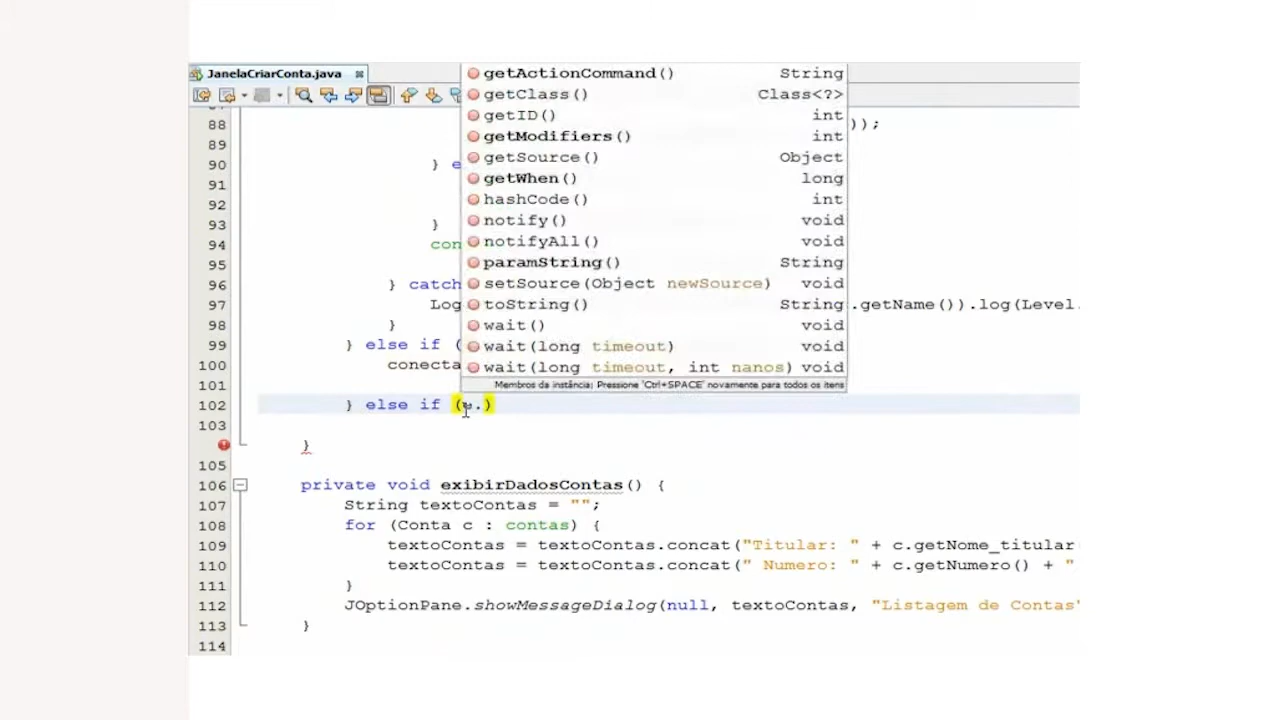 JanelaCriarConta.java
getActionCommand() String
getClass() Class<?>
getID() int
getModifiers() int
getSource() Object
getWhen() long
hashCode() int
notify() void
notifyAll() void
paramString() String
setSource(Object newSource) void
toString() String
wait() void
wait(long timeout) void
wait(long timeout, int nanos) void
Membros da instância; Pressione 'Ctrl+SPACE' novamente para todos os itens
88 ));
89
90 } e
91
92
93 }
94 con
95
96 } catch
97 Log .getName()).log(Level.
98 }
99 } else if (
100 conecta
101
102 } else if (e.)
103
}
105
106 private void exibirDadosContas() {
107 String textoContas = "";
108 for (Conta c : contas) {
109 textoContas = textoContas.concat("Titular: " + c.getNome_titular
110 textoContas = textoContas.concat(" Numero: " + c.getNumero() + "
111 }
112 JOptionPane.showMessageDialog(null, textoContas, "Listagem de Contas"
113 }
114